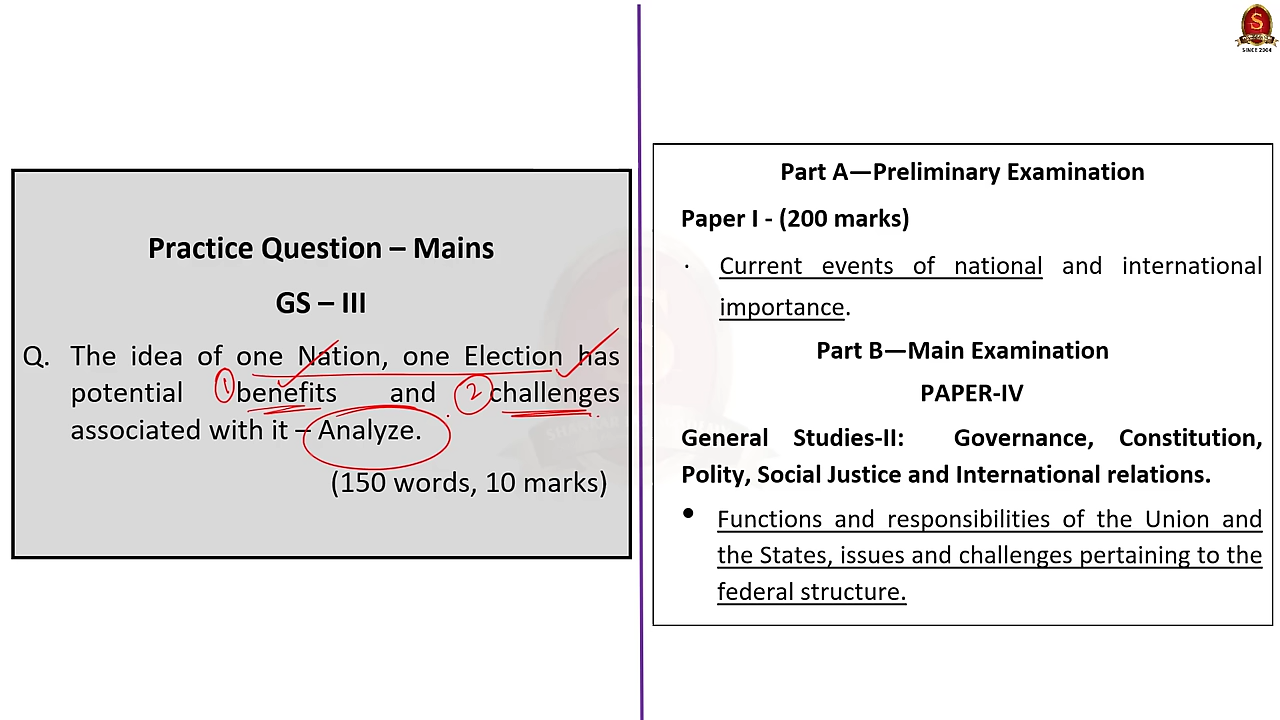 Practice Question – Mains
GS – III
Q. The idea of one Nation, one Election has
potential ① benefits and ② challenges
associated with it – Analyze.
(150 words, 10 marks)
S
SINCE 2004
Part A—Preliminary Examination
Paper I - (200 marks)
· Current events of national and international
importance.
Part B—Main Examination
PAPER-IV
General Studies-II: Governance, Constitution,
Polity, Social Justice and International relations.
• Functions and responsibilities of the Union and
the States, issues and challenges pertaining to the
federal structure.